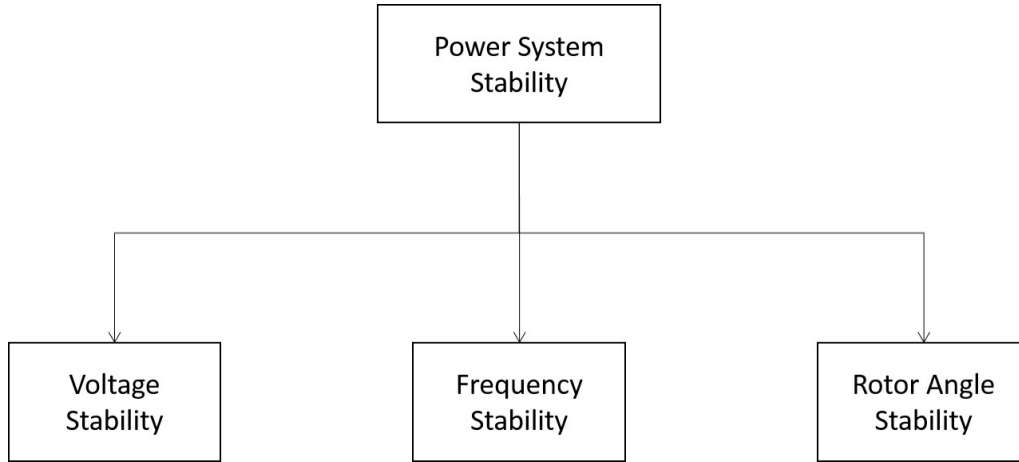 Power System
Stability
Voltage
Stability
Frequency
Stability
Rotor Angle
Stability